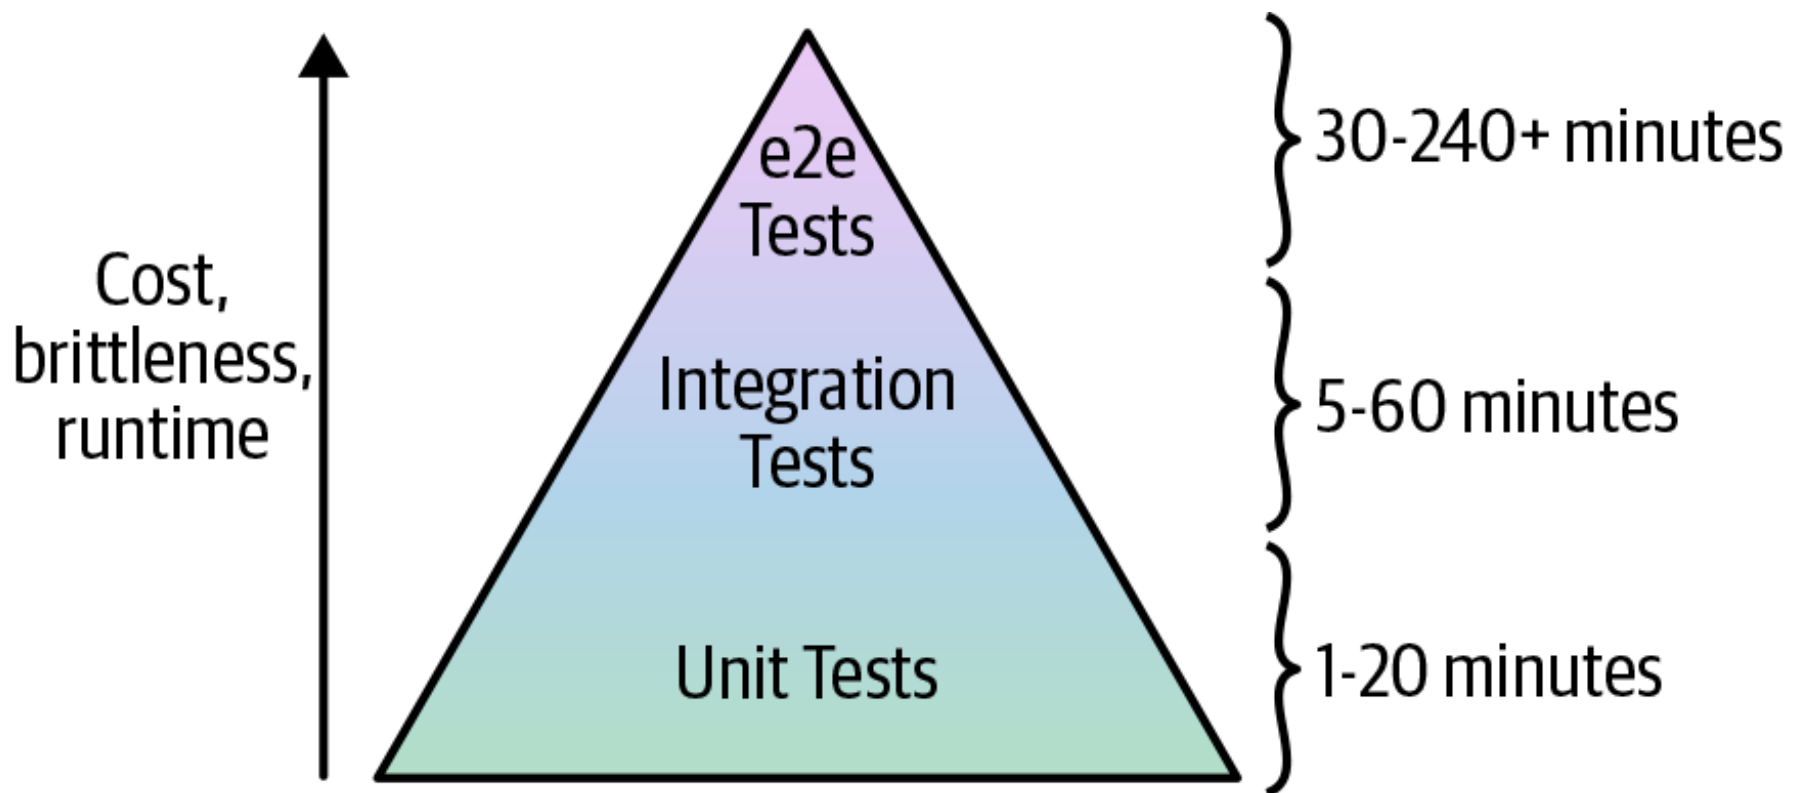 Cost,
brittleness,
runtime
e2e
Tests
Integration
Tests
Unit Tests
30-240+ minutes
5-60 minutes
1-20 minutes